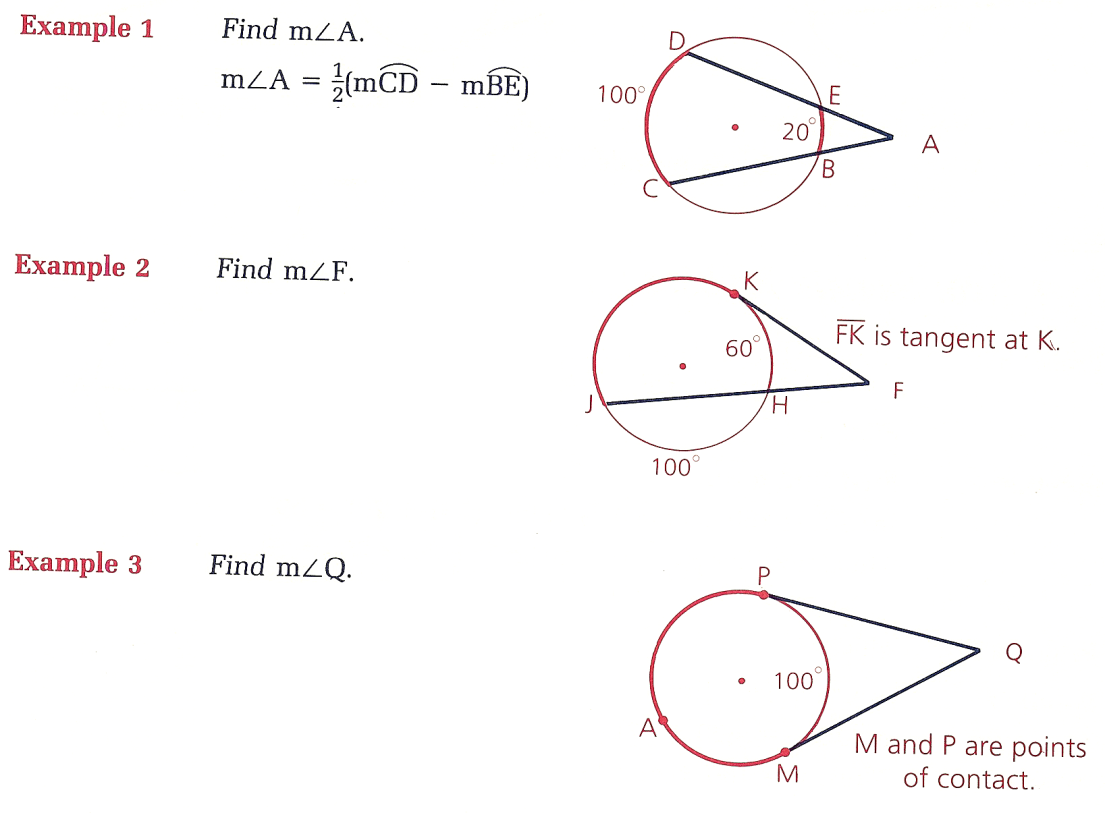 Example 1
Find m∠A.
m∠A = ½(mCD⌢ − mBE⌢)
D
100°
E
20°
A
B
C
Example 2
Find m∠F.
K
60°
F̅K̅ is tangent at K.
F
J
H
100°
Example 3
Find m∠Q.
P
100°
Q
A
M
M and P are points
of contact.